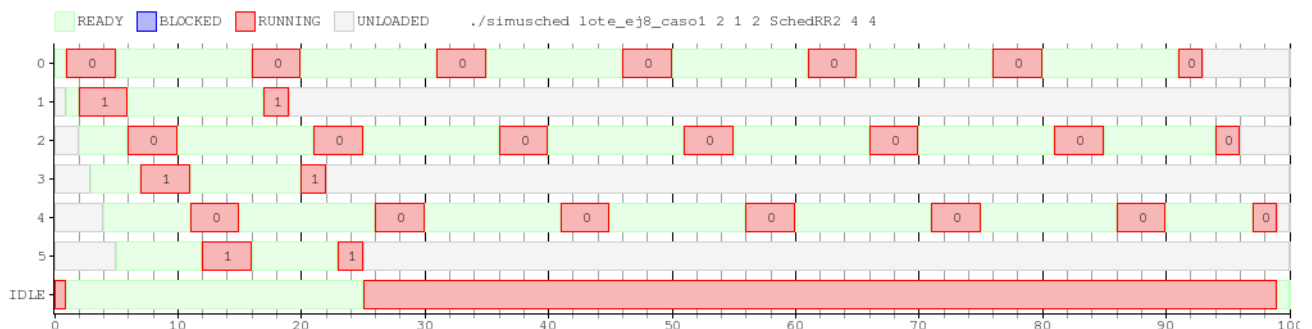 READY BLOCKED RUNNING UNLOADED ./simusched lote_ej8_caso1 2 1 2 SchedRR2 4 4
0 0 0 0 0 0 0 0
1 1 1
2 0 0 0 0 0 0 0
3 1 1
4 0 0 0 0 0 0 0
5 1 1
IDLE
0 10 20 30 40 50 60 70 80 90 100